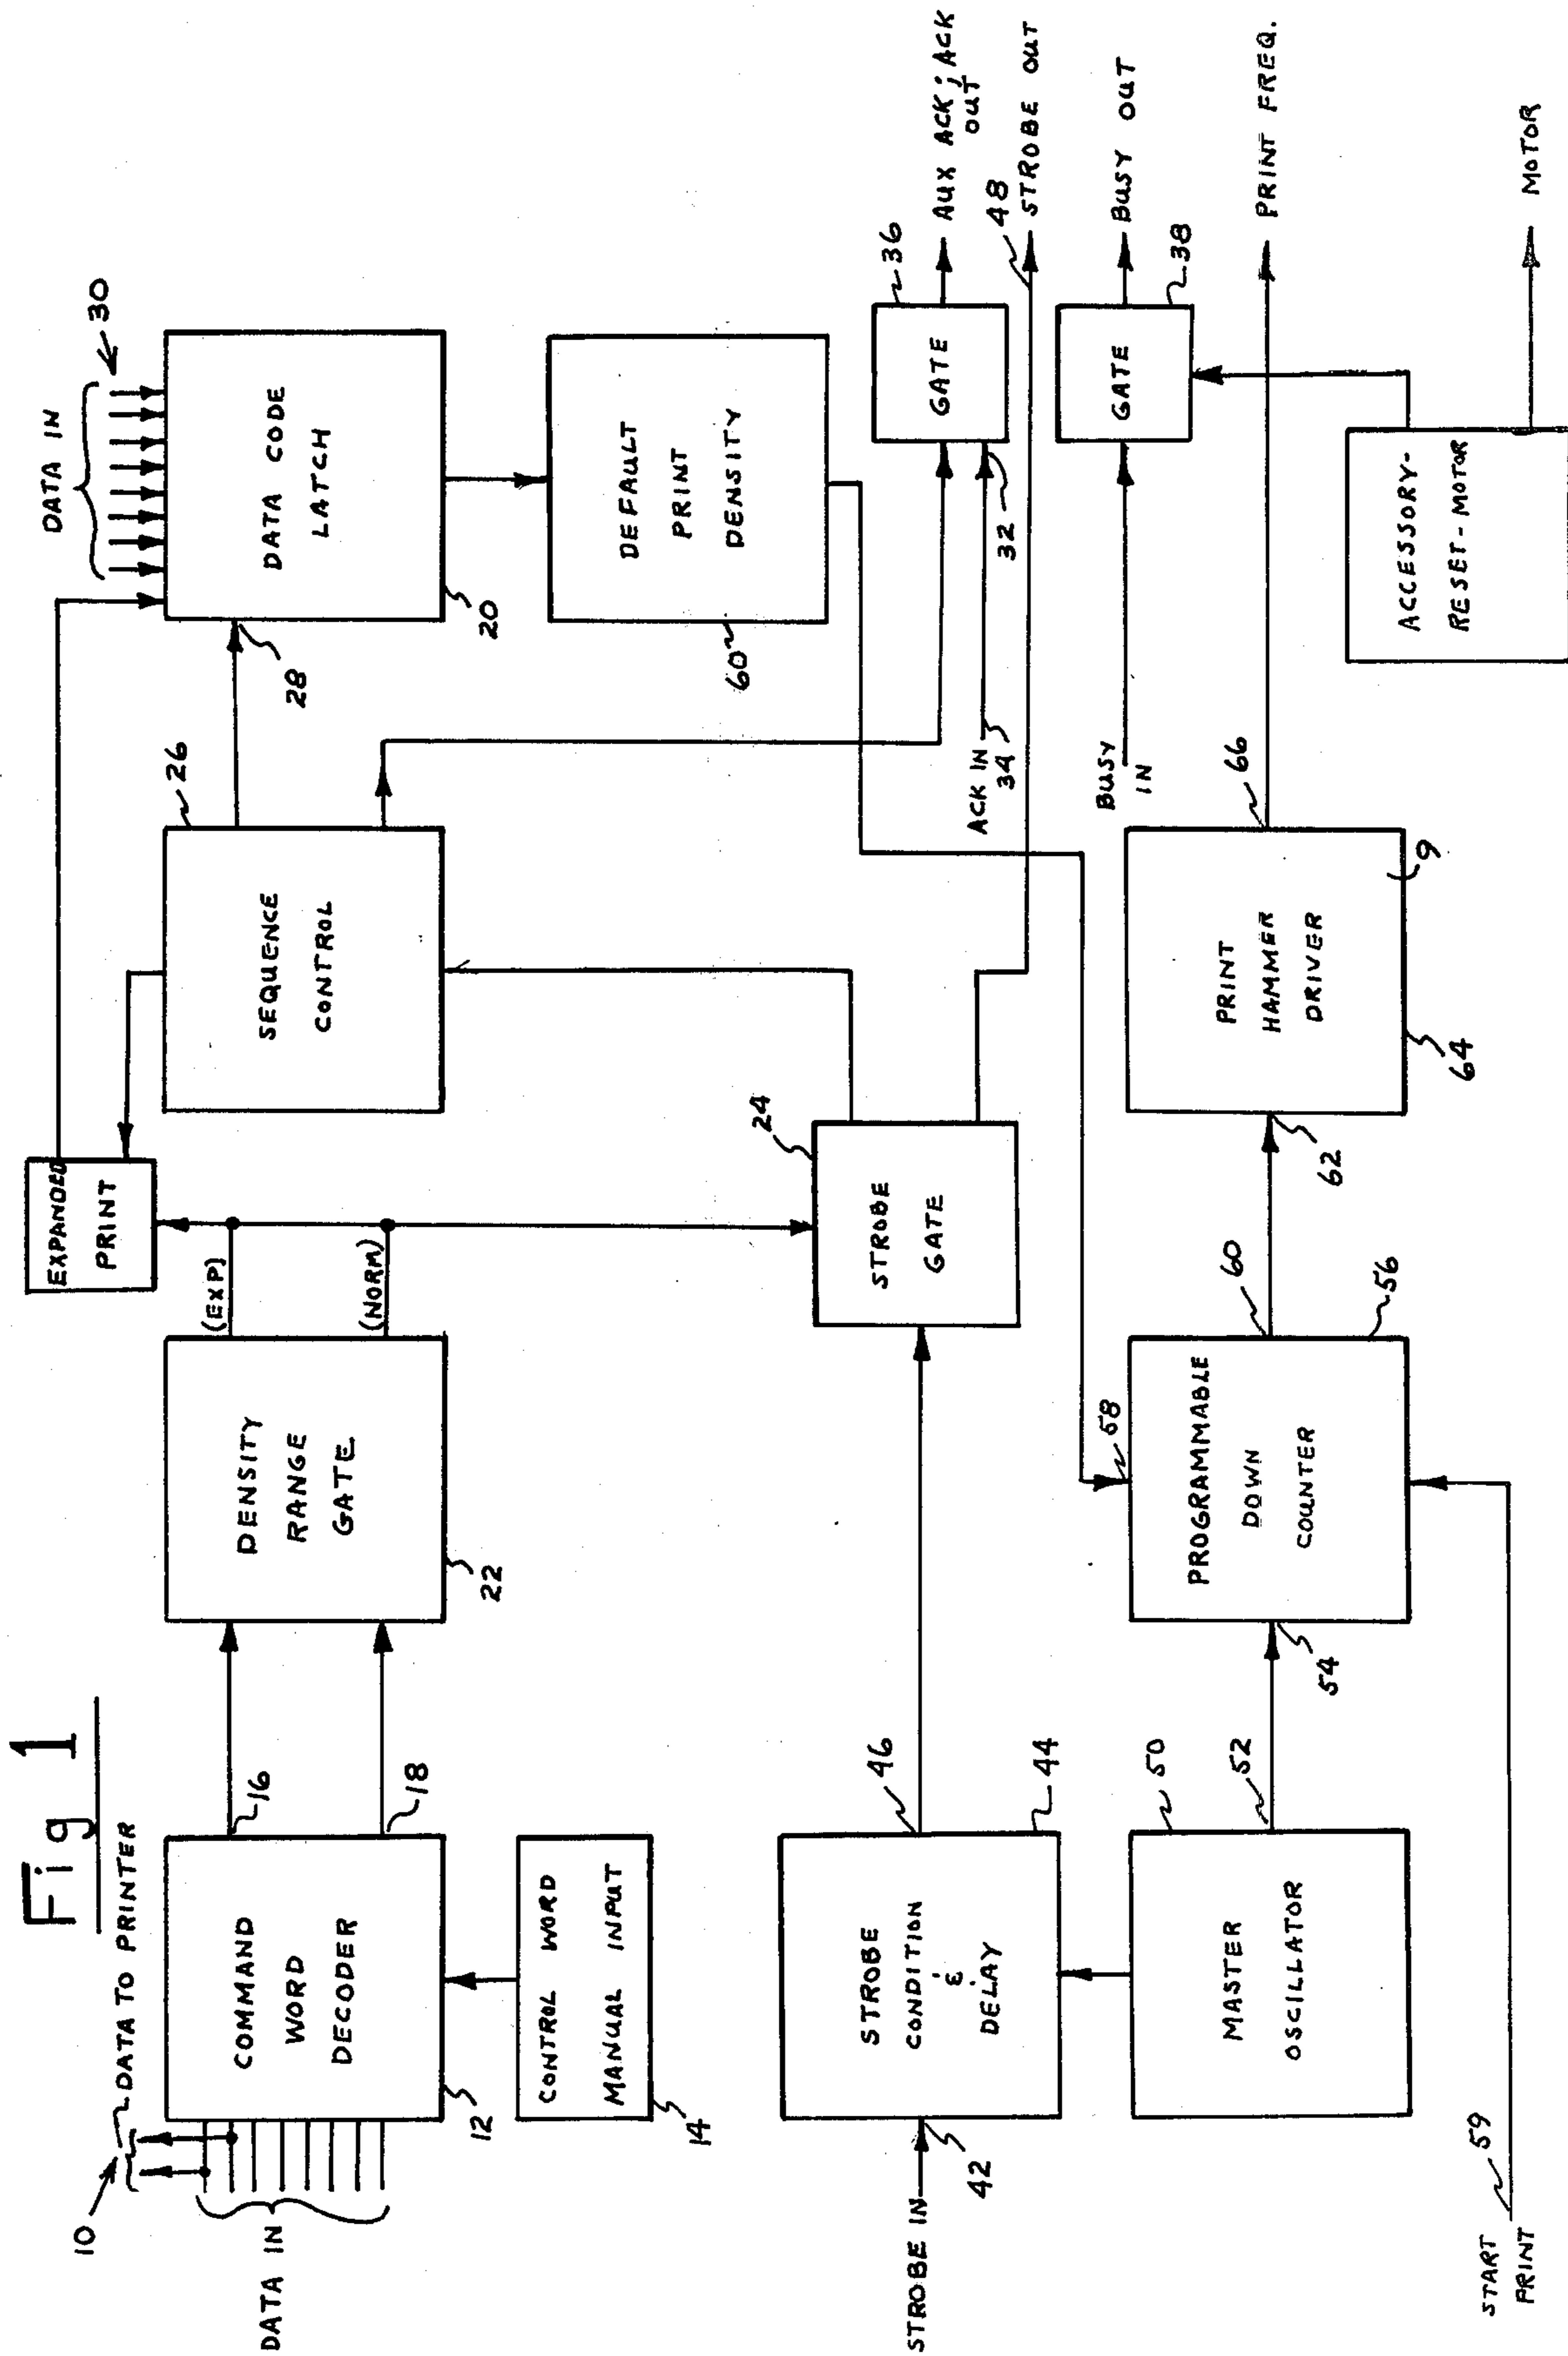 Fig 1
10
DATA TO PRINTER
DATA IN
COMMAND
WORD
DECODER
12
16
18
CONTROL WORD
MANUAL INPUT
14
DENSITY
RANGE
GATE
22
(EXP)
(NORM)
EXPANDED
PRINT
SEQUENCE
CONTROL
26
28
DATA IN
30
DATA CODE
LATCH
20
DEFAULT
PRINT
DENSITY
60
STROBE IN
42
STROBE
CONDITION
&
DELAY
44
46
STROBE
GATE
24
ACK IN
34
32
GATE
36
AUX ACK; ACK
OUT
48
STROBE OUT
BUSY
IN
GATE
38
BUSY OUT
MASTER
OSCILLATOR
50
52
54
PROGRAMMABLE
DOWN
COUNTER
56
58
60
62
PRINT
HAMMER
DRIVER
9
64
66
PRINT FREQ.
START
PRINT
59
ACCESSORY-
RESET-MOTOR
MOTOR